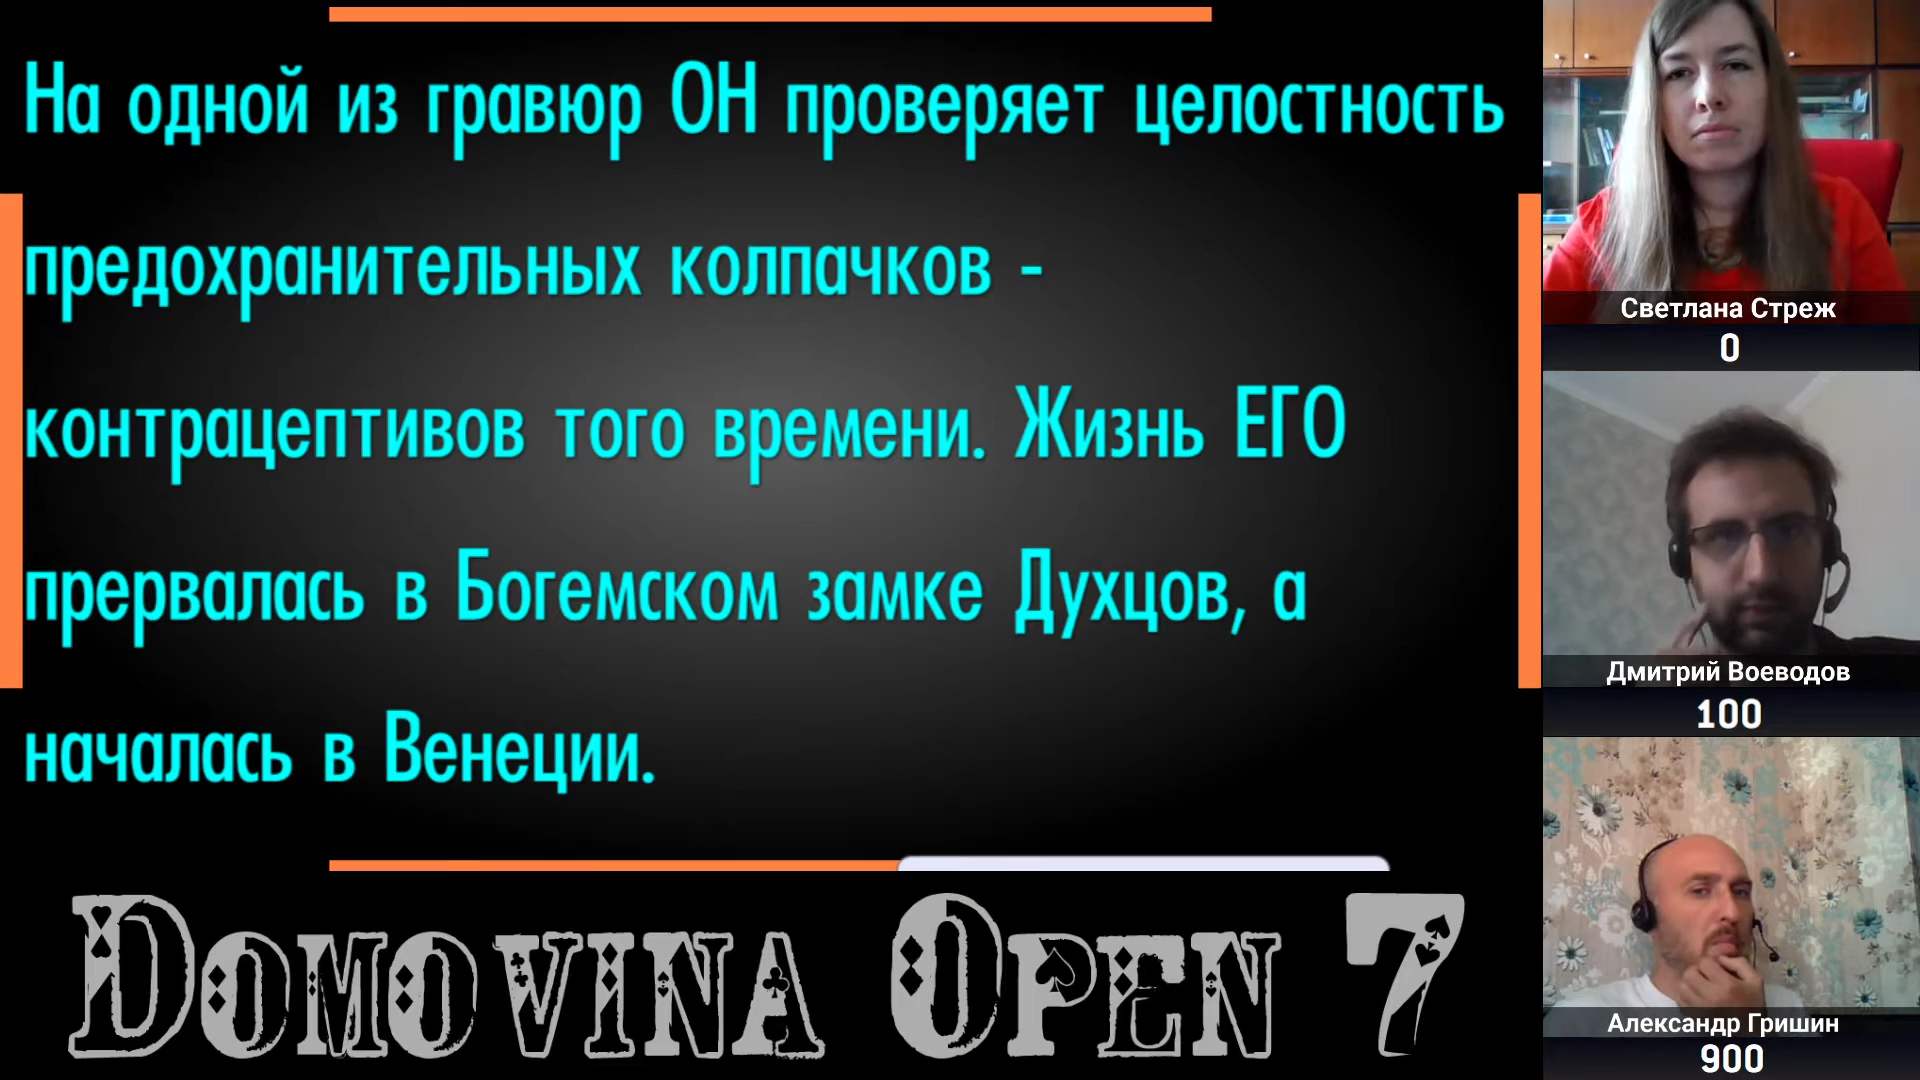 На одной из гравюр ОН проверяет целостность
предохранительных колпачков -
контрацептивов того времени. Жизнь ЕГО
прервалась в Богемском замке Духцов, а
началась в Венеции.
Domovina Open 7
Светлана Стреж
0
Дмитрий Воеводов
100
Александр Гришин
900